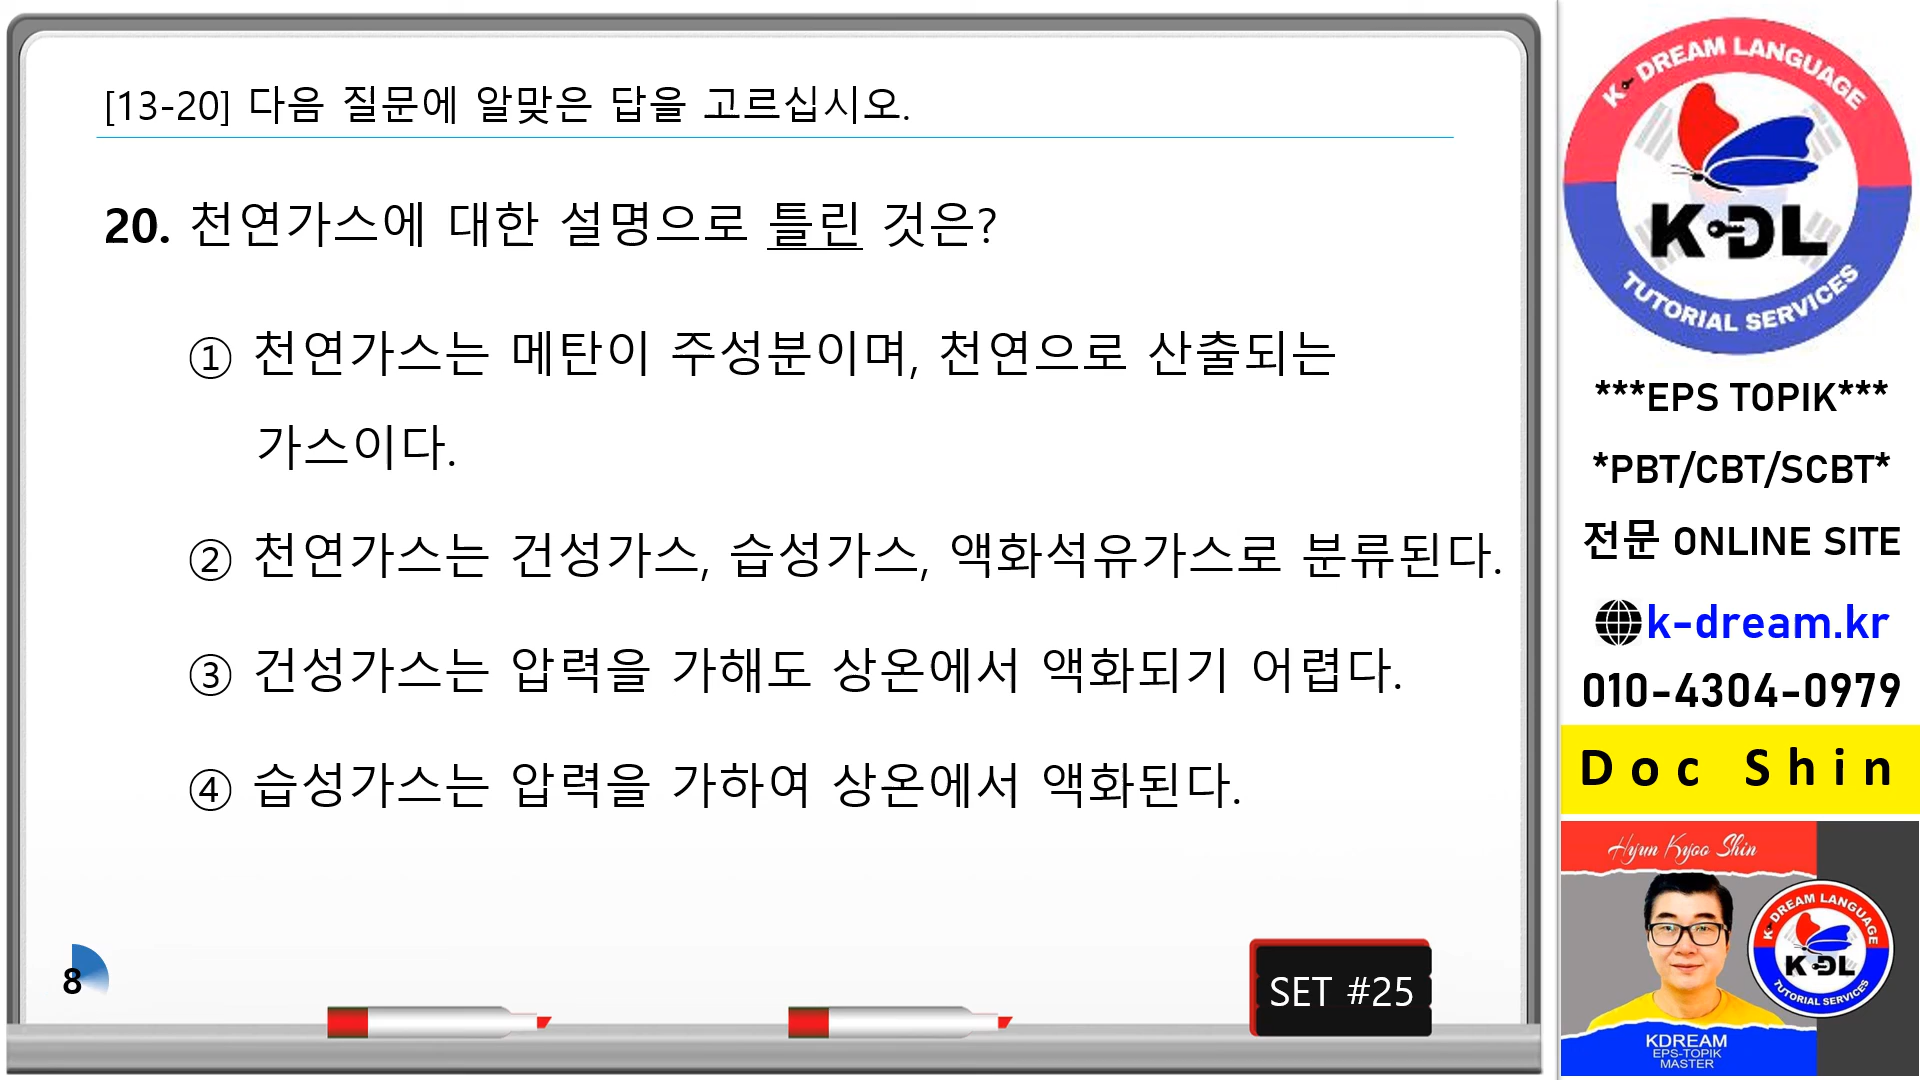 [13-20] 다음 질문에 알맞은 답을 고르십시오.
20. 천연가스에 대한 설명으로 틀린 것은?
① 천연가스는 메탄이 주성분이며, 천연으로 산출되는
가스이다.
② 천연가스는 건성가스, 습성가스, 액화석유가스로 분류된다.
③ 건성가스는 압력을 가해도 상온에서 액화되기 어렵다.
④ 습성가스는 압력을 가하여 상온에서 액화된다.
8
SET #25
K DREAM LANGUAGE
K DL
TUTORIAL SERVICES
***EPS TOPIK***
*PBT/CBT/SCBT*
전문 ONLINE SITE
k-dream.kr
010-4304-0979
Doc Shin
Hyun Kyoo Shin
K DREAM LANGUAGE
K DL
TUTORIAL SERVICES
KDREAM
EPS-TOPIK
MASTER